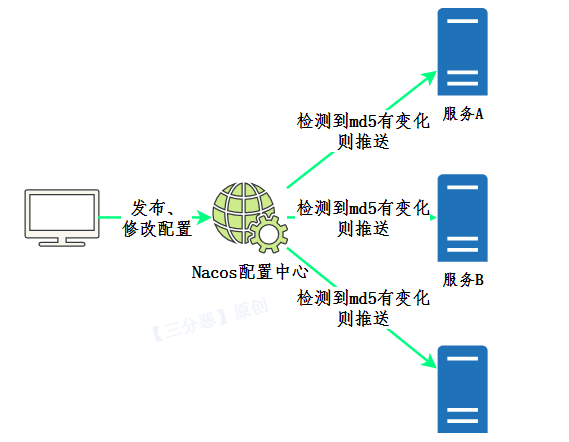 检测到md5有变化
则推送
服务A
发布、
修改配置
检测到md5有变化
则推送
Nacos配置中心
服务B
检测到md5有变化
则推送
【三分恶】原创